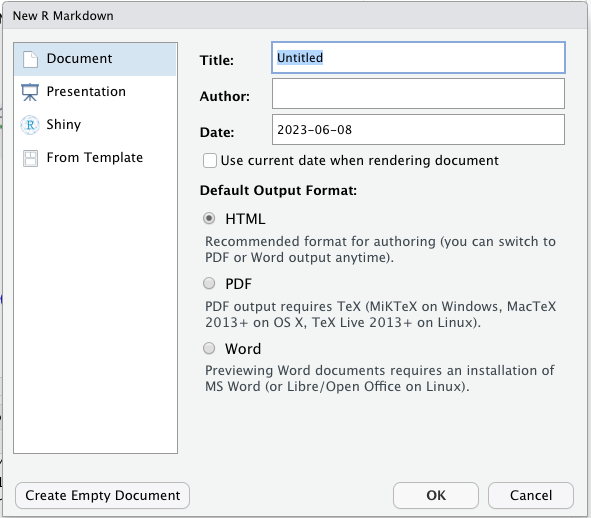 New R Markdown
Document
Presentation
Shiny
From Template
Title:
Untitled
Author:
Date:
2023-06-08
Use current date when rendering document
Default Output Format:
HTML
Recommended format for authoring (you can switch to
PDF or Word output anytime).
PDF
PDF output requires TeX (MiKTeX on Windows, MacTeX
2013+ on OS X, TeX Live 2013+ on Linux).
Word
Previewing Word documents requires an installation of
MS Word (or Libre/Open Office on Linux).
Create Empty Document
OK
Cancel